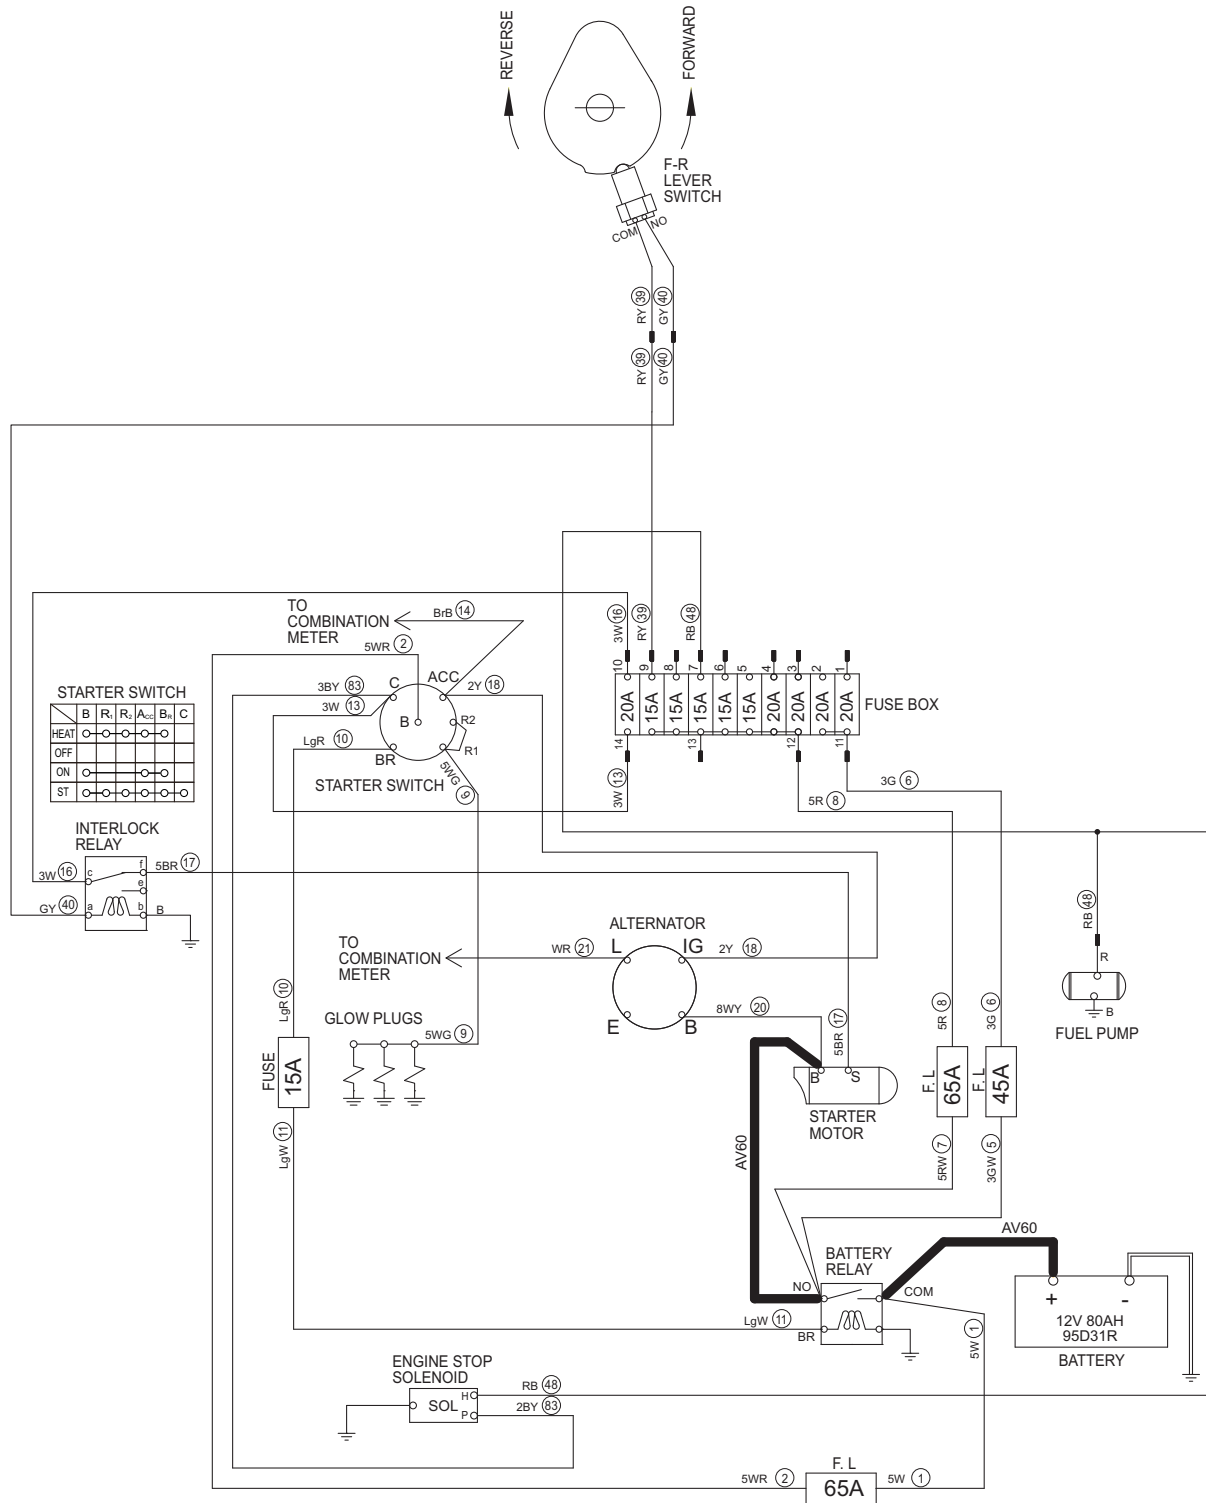 REVERSE
FORWARD
F-R
LEVER
SWITCH
COM
NO
RY 39
GY 40
RY 39
GY 40
TO
COMBINATION
METER
BrB 14
5WR 2
3W 16
RY 39
RB 48
10 9 8 7 6 5 4 3 2 1
20A 15A 15A 15A 15A 15A 20A 20A 20A 20A
14 13 12 11
FUSE BOX
STARTER SWITCH
B R1 R2 ACC BR C
HEAT
OFF
ON
ST
3BY 83
3W 13
LgR 10
C
ACC
B
R2
R1
BR
2Y 18
5WG 9
STARTER SWITCH
3W 13
3G 6
5R 8
INTERLOCK
RELAY
3W 16
c
f
5BR 17
e
GY 40
a
b
B
TO
COMBINATION
METER
WR 21
ALTERNATOR
L
IG
E
B
2Y 18
8WY 20
5BR 17
RB 48
R
B
FUEL PUMP
LgR 10
GLOW PLUGS
5WG 9
FUSE
15A
LgW 11
B
S
STARTER
MOTOR
5R 8
3G 6
F. L
65A
F. L
45A
5RW 7
3GW 5
AV60
AV60
BATTERY
RELAY
NO
COM
LgW 11
BR
5W 1
+
-
12V 80AH
95D31R
BATTERY
ENGINE STOP
SOLENOID
SOL
H
P
RB 48
2BY 83
5WR 2
F. L
65A
5W 1